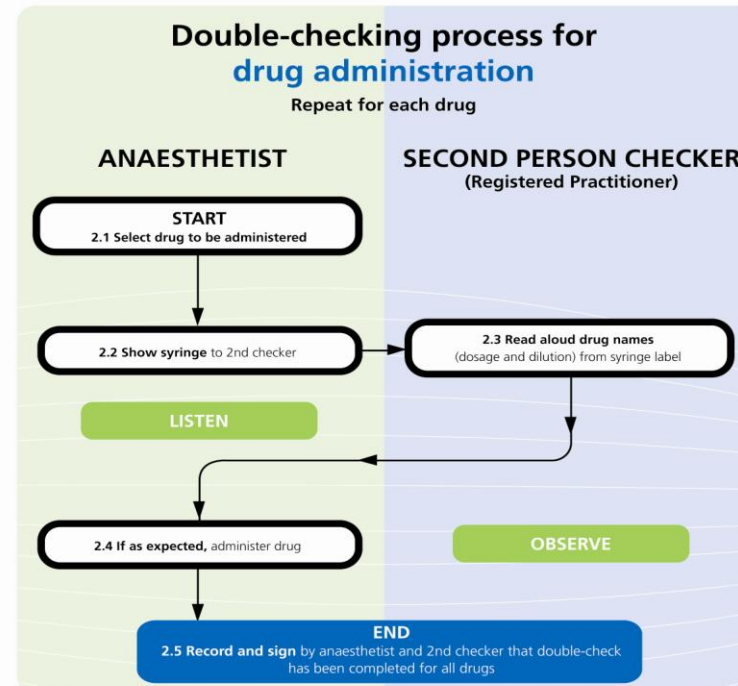 Double-checking process for
drug administration
Repeat for each drug
ANAESTHETIST
SECOND PERSON CHECKER
(Registered Practitioner)
START
2.1 Select drug to be administered
2.2 Show syringe to 2nd checker
2.3 Read aloud drug names
(dosage and dilution) from syringe label
LISTEN
2.4 If as expected, administer drug
OBSERVE
END
2.5 Record and sign by anaesthetist and 2nd checker that double-check
has been completed for all drugs